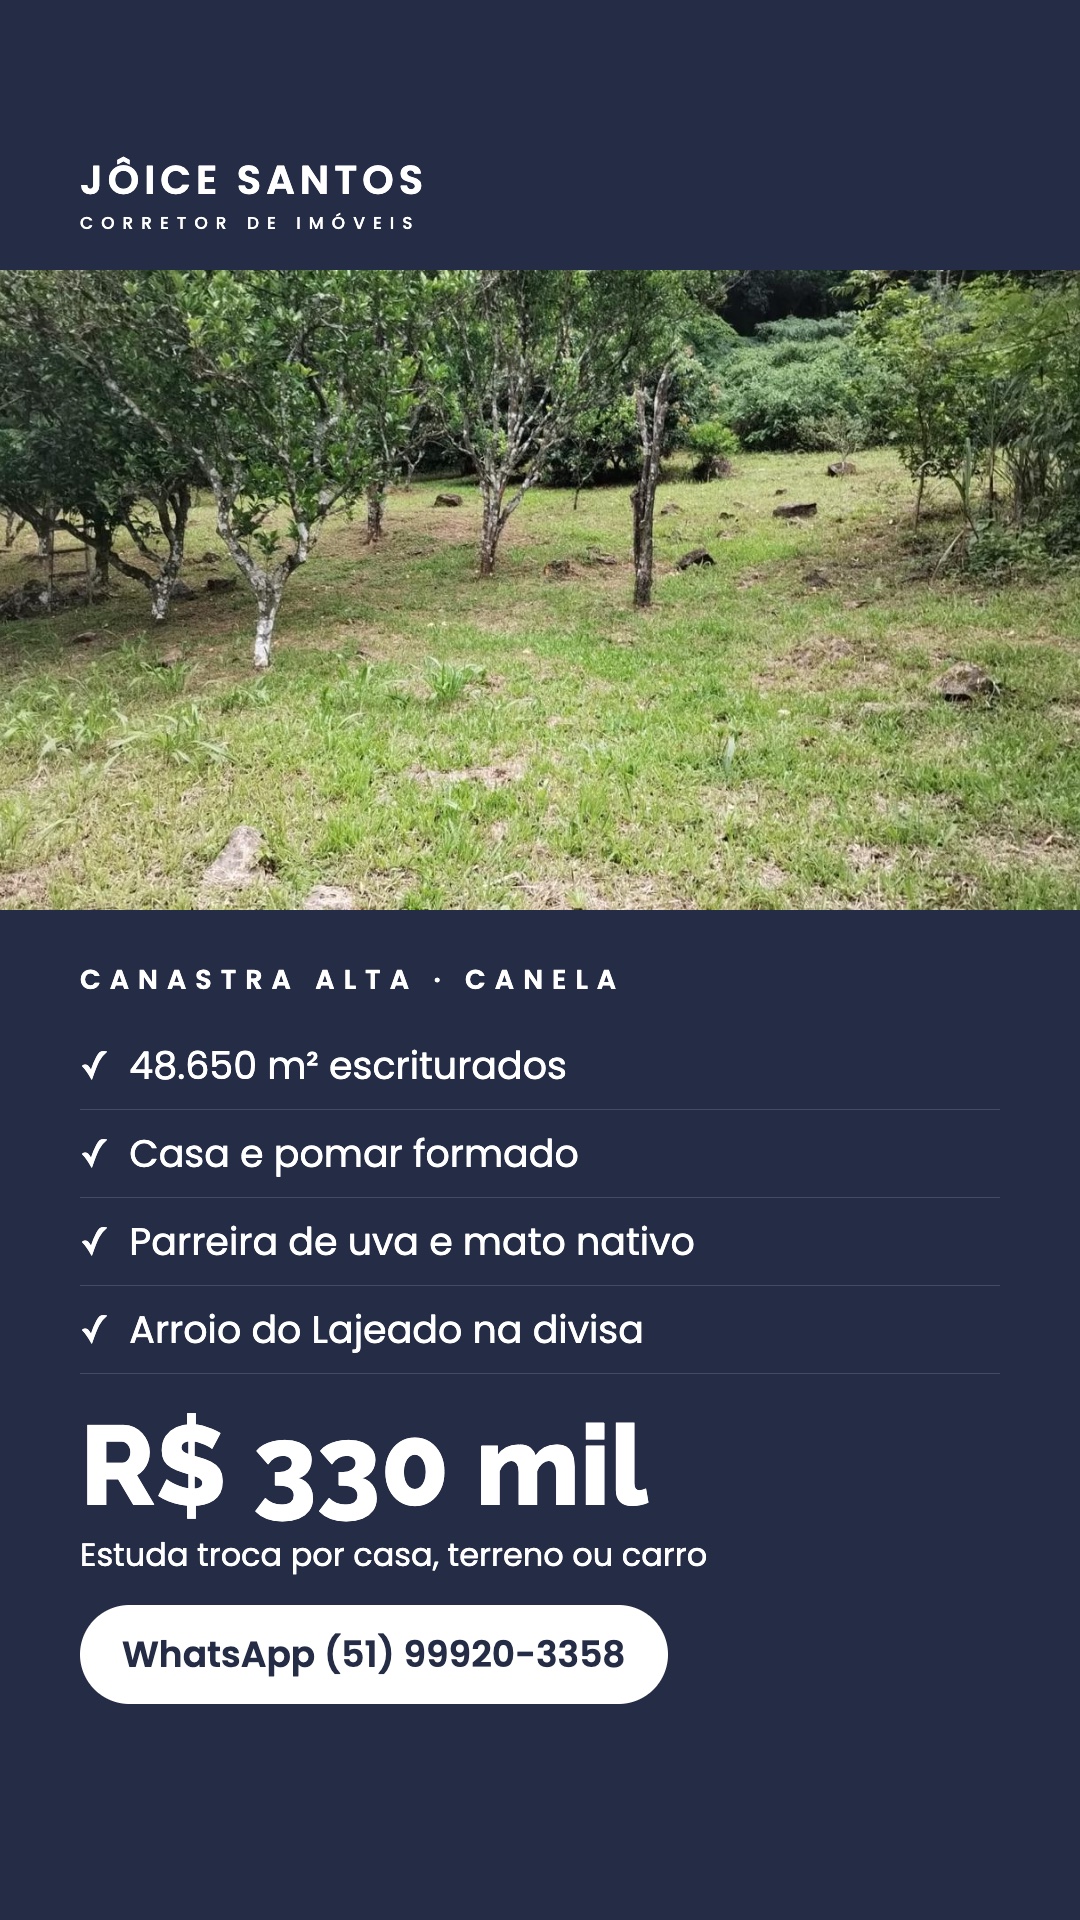 JÔICE SANTOS
CORRETOR DE IMÓVEIS
CANASTRA ALTA · CANELA
✓ 48.650 m² escriturados
✓ Casa e pomar formado
✓ Parreira de uva e mato nativo
✓ Arroio do Lajeado na divisa
R$ 330 mil
Estuda troca por casa, terreno ou carro
WhatsApp (51) 99920-3358